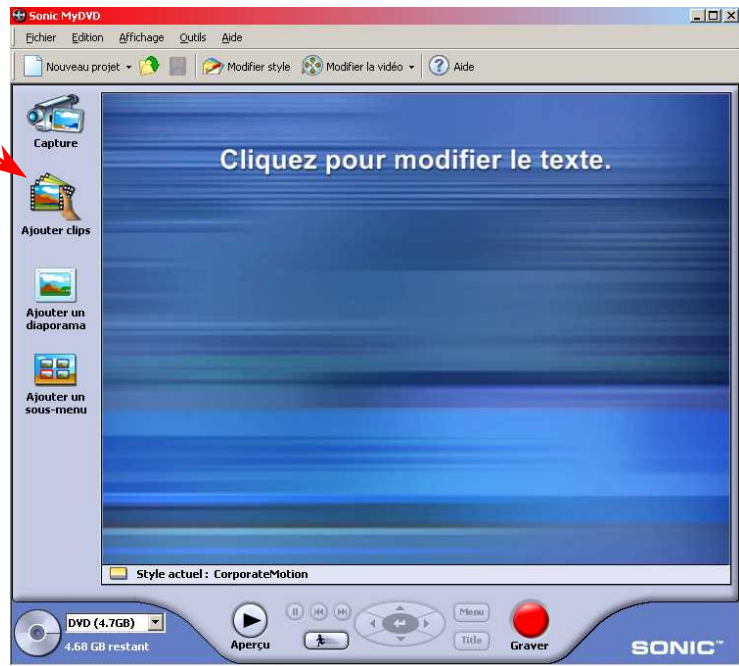 Sonic MyDVD
Fichier Edition Affichage Outils Aide
Nouveau projet Modifier style Modifier la vidéo Aide
Capture
Cliquez pour modifier le texte.
Ajouter clips
Ajouter un
diaporama
Ajouter un
sous-menu
Style actuel : CorporateMotion
DVD (4.7GB)
4.68 GB restant
Aperçu
Menu
Title
Graver
SONIC™